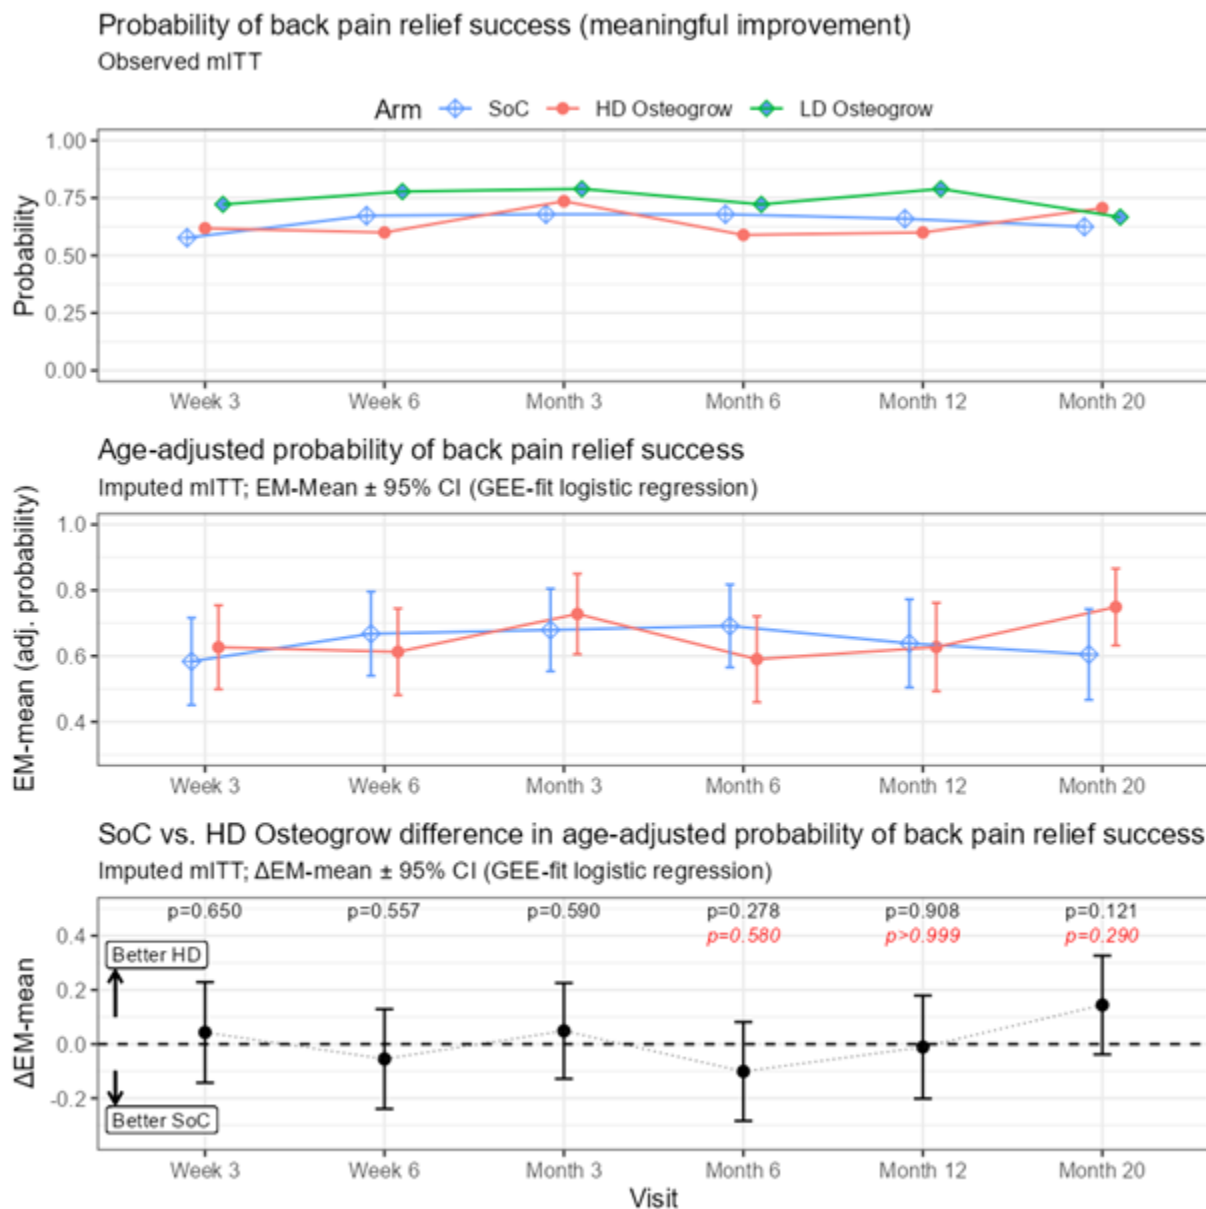 Probability of back pain relief success (meaningful improvement)
Observed mITT
Arm SoC HD Osteogrow LD Osteogrow
Probability
1.00
0.75
0.50
0.25
0.00
Week 3 Week 6 Month 3 Month 6 Month 12 Month 20
Age-adjusted probability of back pain relief success
Imputed mITT; EM-Mean ± 95% CI (GEE-fit logistic regression)
EM-mean (adj. probability)
1.0
0.8
0.6
0.4
Week 3 Week 6 Month 3 Month 6 Month 12 Month 20
SoC vs. HD Osteogrow difference in age-adjusted probability of back pain relief success
Imputed mITT; ΔEM-mean ± 95% CI (GEE-fit logistic regression)
p=0.650 p=0.557 p=0.590 p=0.278 p=0.908 p=0.121
p=0.580 p>0.999 p=0.290
ΔEM-mean
0.4
0.2
0.0
-0.2
Better HD
Better SoC
Week 3 Week 6 Month 3 Month 6 Month 12 Month 20
Visit